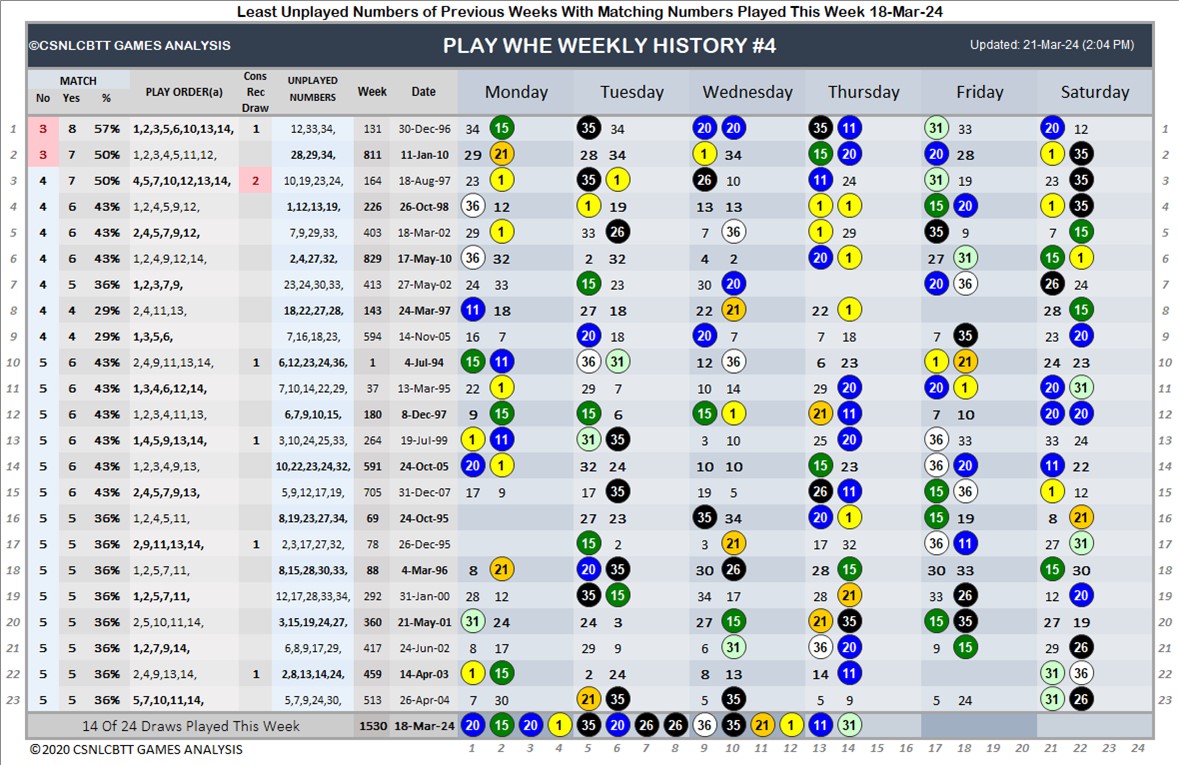 Least Unplayed Numbers of Previous Weeks With Matching Numbers Played This Week 18-Mar-24
©CSNLCBTT GAMES ANALYSIS PLAY WHE WEEKLY HISTORY #4 Updated: 21-Mar-24 (2:04 PM)
MATCH No Yes % PLAY ORDER(a) Cons Rec Draw UNPLAYED NUMBERS Week Date Monday Tuesday Wednesday Thursday Friday Saturday
1 3 8 57% 1,2,3,5,6,10,13,14, 1 12,33,34, 131 30-Dec-96 34 15 35 34 20 20 35 11 31 33 20 12 1
2 3 50% 1,2,3,4,5,11,12, 28,29,34, 811 11-Jan-10 29 21 28 34 1 34 15 20 20 28 1 35 2
3 4 7 50% 4,5,7,10,12,13,14, 2 10,19,23,24, 164 18-Aug-97 23 1 35 1 26 10 11 24 31 19 23 35 3
4 4 6 43% 1,2,4,5,9,12, 1,12,13,19, 226 26-Oct-98 36 12 1 19 13 13 1 1 15 20 1 35 4
5 4 6 43% 2,4,5,7,9,12, 7,9,29,33, 403 18-Mar-02 29 1 33 26 7 36 1 29 35 9 7 15 5
6 4 6 43% 1,2,4,9,12,14, 2,4,27,32, 829 17-May-10 36 32 2 32 4 2 20 1 27 31 15 1 6
7 4 5 36% 1,2,3,7,9, 23,24,30,33, 413 27-May-02 24 33 15 23 30 20 20 36 26 24 7
8 4 4 29% 2,4,11,13, 18,22,27,28, 143 24-Mar-97 11 18 27 18 22 21 22 1 28 15 8
9 4 4 29% 1,3,5,6, 7,16,18,23, 594 14-Nov-05 16 7 20 18 20 7 7 18 7 35 23 20 9
10 5 6 43% 2,4,9,11,13,14, 1 6,12,23,24,36, 1 4-Jul-94 15 11 36 31 12 36 6 23 1 21 24 23 10
11 5 6 43% 1,3,4,6,12,14, 7,10,14,22,29, 37 13-Mar-95 22 1 29 7 10 14 29 20 20 1 20 31 11
12 5 6 43% 1,2,3,4,11,13, 6,7,9,10,15, 180 8-Dec-97 9 15 15 6 15 1 21 11 7 10 20 20 12
13 5 6 43% 1,4,5,9,13,14, 1 3,10,24,25,33, 264 19-Jul-99 1 11 31 35 3 10 25 20 36 33 33 24 13
14 5 6 43% 1,2,3,4,9,13, 10,22,23,24,32, 591 24-Oct-05 20 1 32 24 10 10 15 23 36 20 11 22 14
15 5 6 43% 2,4,5,7,9,13, 5,9,12,17,19, 705 31-Dec-07 17 9 17 35 19 5 26 11 15 36 1 12 15
16 5 5 36% 1,2,4,5,11, 8,19,23,27,34, 69 24-Oct-95 27 23 35 34 20 1 15 19 8 21 16
17 5 5 36% 2,9,11,13,14, 1 2,3,17,27,32, 78 26-Dec-95 15 2 3 21 17 32 36 11 27 31 17
18 5 5 36% 1,2,5,7,11, 8,15,28,30,33, 88 4-Mar-96 8 21 20 35 30 26 28 15 30 33 15 30 18
19 5 5 36% 1,2,5,7,11, 12,17,28,33,34, 292 31-Jan-00 28 12 35 15 34 17 28 21 33 26 12 20 19
20 5 5 36% 2,5,10,11,14, 3,15,19,24,27, 360 21-May-01 31 24 24 3 27 15 21 35 15 35 27 19 20
21 5 5 36% 1,2,7,9,14, 6,8,9,17,29, 417 24-Jun-02 8 17 29 9 6 31 36 20 9 15 29 26 21
22 5 5 36% 2,4,9,13,14, 1 2,8,13,14,24, 459 14-Apr-03 1 15 2 24 8 13 14 11 31 36 22
23 5 5 36% 5,7,10,11,14, 5,7,9,24,30, 513 26-Apr-04 7 30 21 35 5 35 5 9 5 24 31 26 23
14 Of 24 Draws Played This Week 1530 18-Mar-24 20 15 20 1 35 20 26 26 36 35 21 1 11 31
© 2020 CSNLCBTT GAMES ANALYSIS 1 2 3 4 5 6 7 8 9 10 11 12 13 14 15 16 17 18 19 20 21 22 23 24